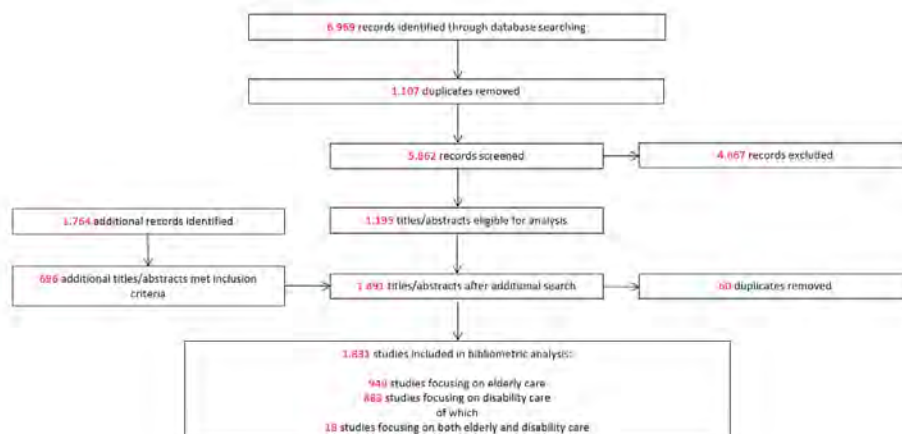 6.969 records identified through database searching
1.107 duplicates removed
5.862 records screened
4.667 records excluded
1.764 additional records identified
1.195 titles/abstracts eligible for analysis
696 additional titles/abstracts met inclusion
criteria
1.891 titles/abstracts after additional search
60 duplicates removed
1.831 studies included in bibliometric analysis:
studies focusing on elderly care
studies focusing on disability care
of which
18 studies focusing on both elderly and disability care